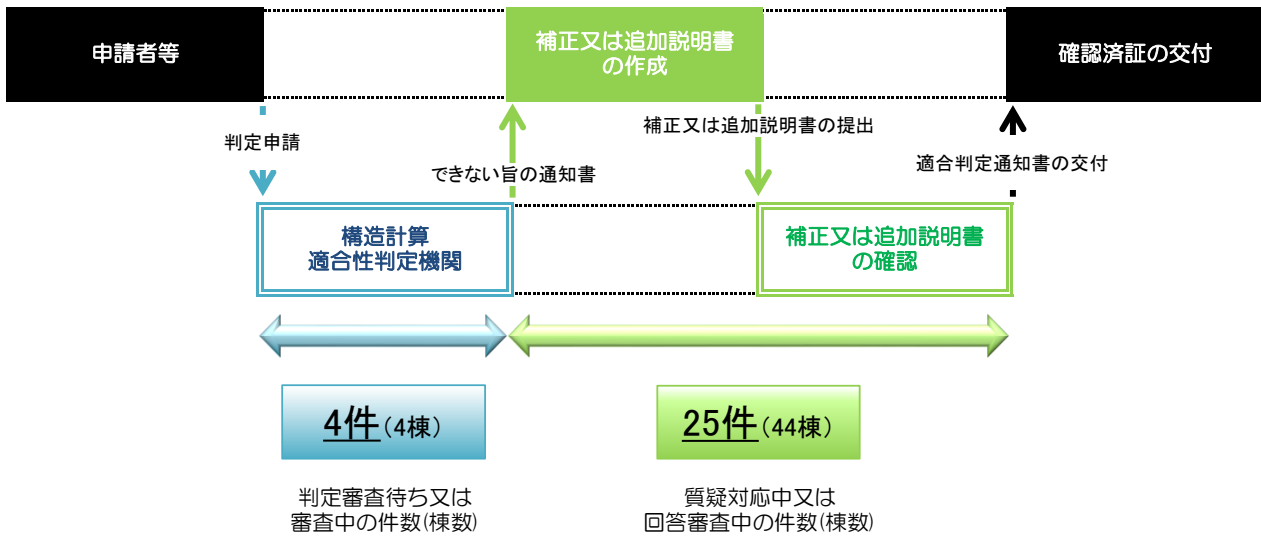 申請者等
補正又は追加説明書
の作成
確認済証の交付
判定申請
できない旨の通知書
補正又は追加説明書の提出
適合判定通知書の交付
構造計算
適合性判定機関
補正又は追加説明書
の確認
4件(4棟)
25件(44棟)
判定審査待ち又は
審査中の件数(棟数)
質疑対応中又は
回答審査中の件数(棟数)